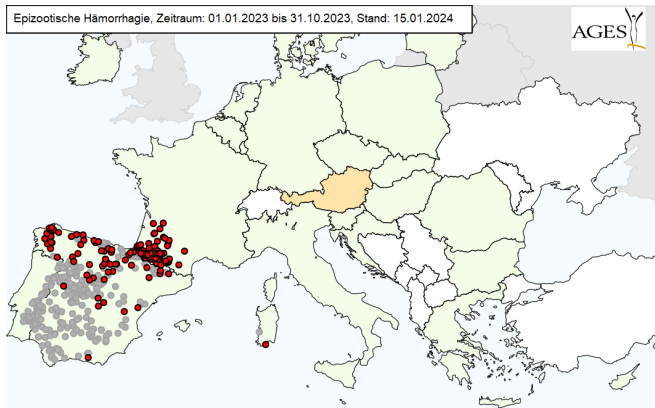 Epizootische Hämorrhagie, Zeitraum: 01.01.2023 bis 31.10.2023, Stand: 15.01.2024
AGES